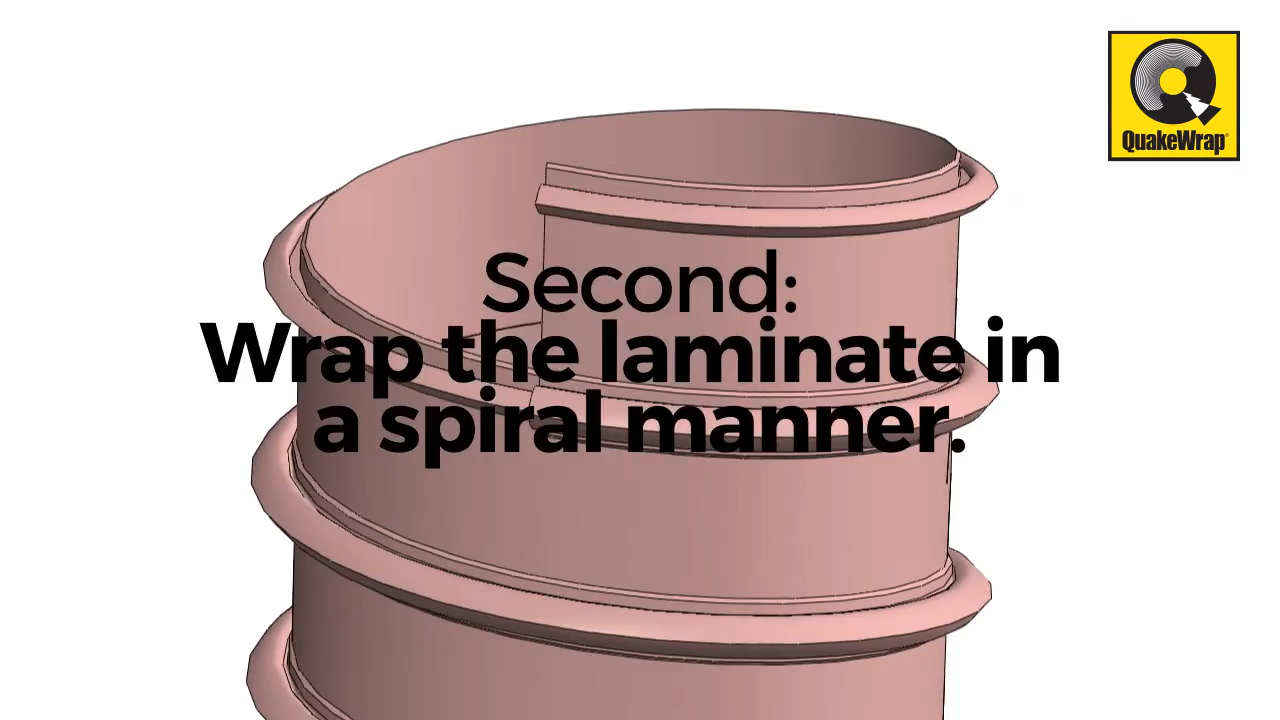 QuakeWrap®
Second:
Wrap the laminate in
a spiral manner.